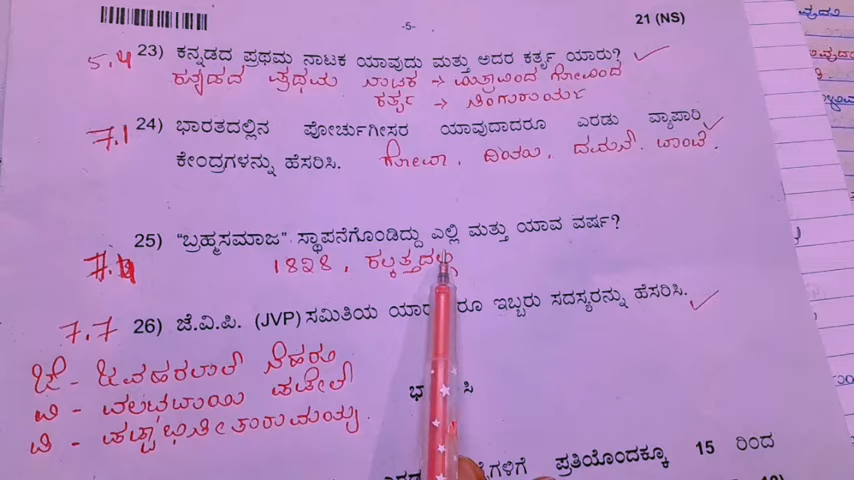 -5-
21 (NS)
5.4 23) ಕನ್ನಡದ ಪ್ರಥಮ ನಾಟಕ ಯಾವುದು ಮತ್ತು ಅದರ ಕರ್ತೃ ಯಾರು?
ಕನ್ನಡದ ಪ್ರಥಮ ನಾಟಕ → ಮಿತ್ರವಿಂದ ಗೋವಿಂದ
ಕರ್ತೃ → ಸಿಂಗರಾರ್ಯ
7.1 24) ಭಾರತದಲ್ಲಿನ ಪೋರ್ಚುಗೀಸರ ಯಾವುದಾದರೂ ಎರಡು ವ್ಯಾಪಾರಿ
ಕೇಂದ್ರಗಳನ್ನು ಹೆಸರಿಸಿ. ಗೋವಾ,
25) "ಬ್ರಹ್ಮಸಮಾಜ" ಸ್ಥಾಪನೆಗೊಂಡಿದ್ದು ಎಲ್ಲಿ ಮತ್ತು ಯಾವ ವರ್ಷ?
1828, ಕಲ್ಕತ್ತದಲ್ಲಿ
7.7 26) ಜೆ.ವಿ.ಪಿ. (JVP) ಸಮಿತಿಯ ಇಬ್ಬರು ಸದಸ್ಯರನ್ನು ಹೆಸರಿಸಿ.
ಜೆ - ಜವಹರಲಾಲ್ ನೆಹರೂ
ವಿ - ವಲ್ಲಭಬಾಯಿ ಪಟೇಲ್
ಪಿ - ಪಟ್ಟಾಭಿಸೀತಾರಾಮಯ್ಯ
ಪ್ರತಿಯೊಂದಕ್ಕೂ 15 ರಿಂದ